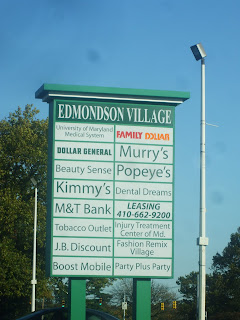 EDMONDSON VILLAGE
University of Maryland
Medical System
FAMILY DOLLAR
DOLLAR GENERAL
Murry's
Beauty Sense
Popeye's
Kimmy's
Dental Dreams
M&T Bank
LEASING
410-662-9200
Tobacco Outlet
Injury Treatment
Center of Md.
J.B. Discount
Fashion Remix
Village
Boost Mobile
Party Plus Party